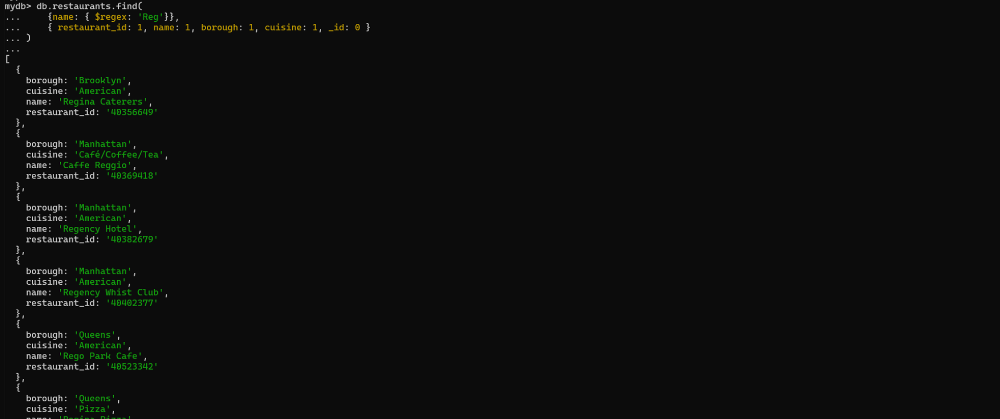 mydb> db.restaurants.find(
...     {name: { $regex: 'Reg'}},
...     { restaurant_id: 1, name: 1, borough: 1, cuisine: 1, _id: 0 }
... )
...
[
  {
    borough: 'Brooklyn',
    cuisine: 'American',
    name: 'Regina Caterers',
    restaurant_id: '40356649'
  },
  {
    borough: 'Manhattan',
    cuisine: 'Café/Coffee/Tea',
    name: 'Caffe Reggio',
    restaurant_id: '40369418'
  },
  {
    borough: 'Manhattan',
    cuisine: 'American',
    name: 'Regency Hotel',
    restaurant_id: '40382679'
  },
  {
    borough: 'Manhattan',
    cuisine: 'American',
    name: 'Regency Whist Club',
    restaurant_id: '40402377'
  },
  {
    borough: 'Queens',
    cuisine: 'American',
    name: 'Rego Park Cafe',
    restaurant_id: '40523342'
  },
  {
    borough: 'Queens',
    cuisine: 'Pizza',
    name: 'Regina Pizza'